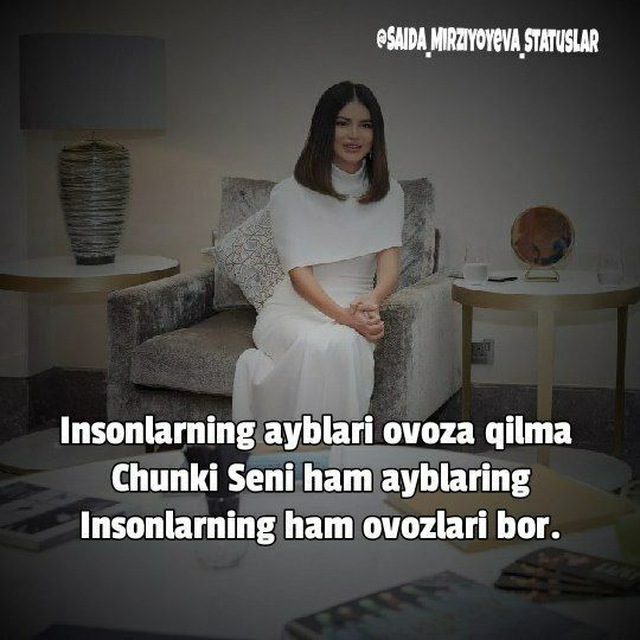 @SAIDA_MIRZIYOYEVA_STATUSLAR
Insonlarning ayblari ovoza qilma
Chunki Seni ham ayblaring
Insonlarning ham ovozlari bor.